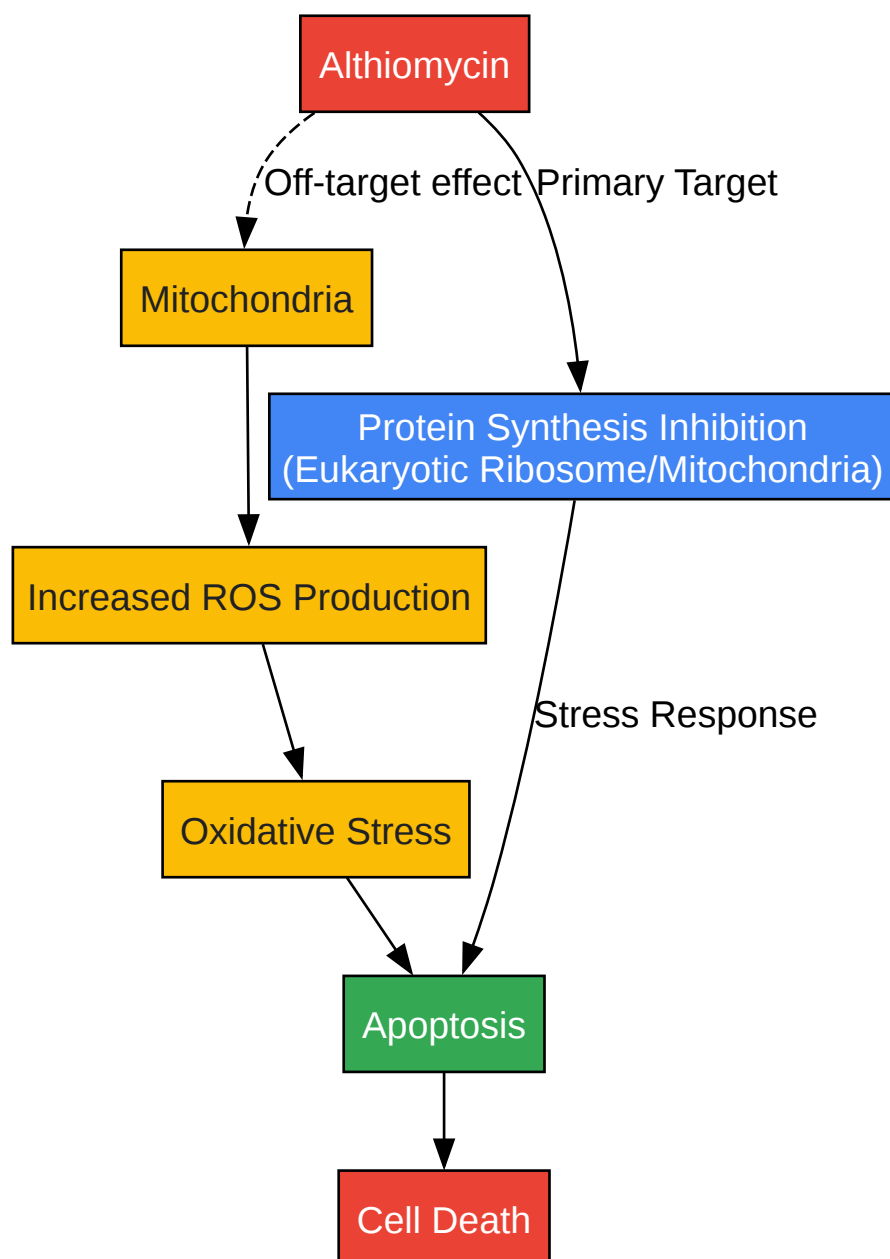 Althiomycin
Off-target effect
Primary Target
Mitochondria
Protein Synthesis Inhibition
(Eukaryotic Ribosome/Mitochondria)
Increased ROS Production
Stress Response
Oxidative Stress
Apoptosis
Cell Death